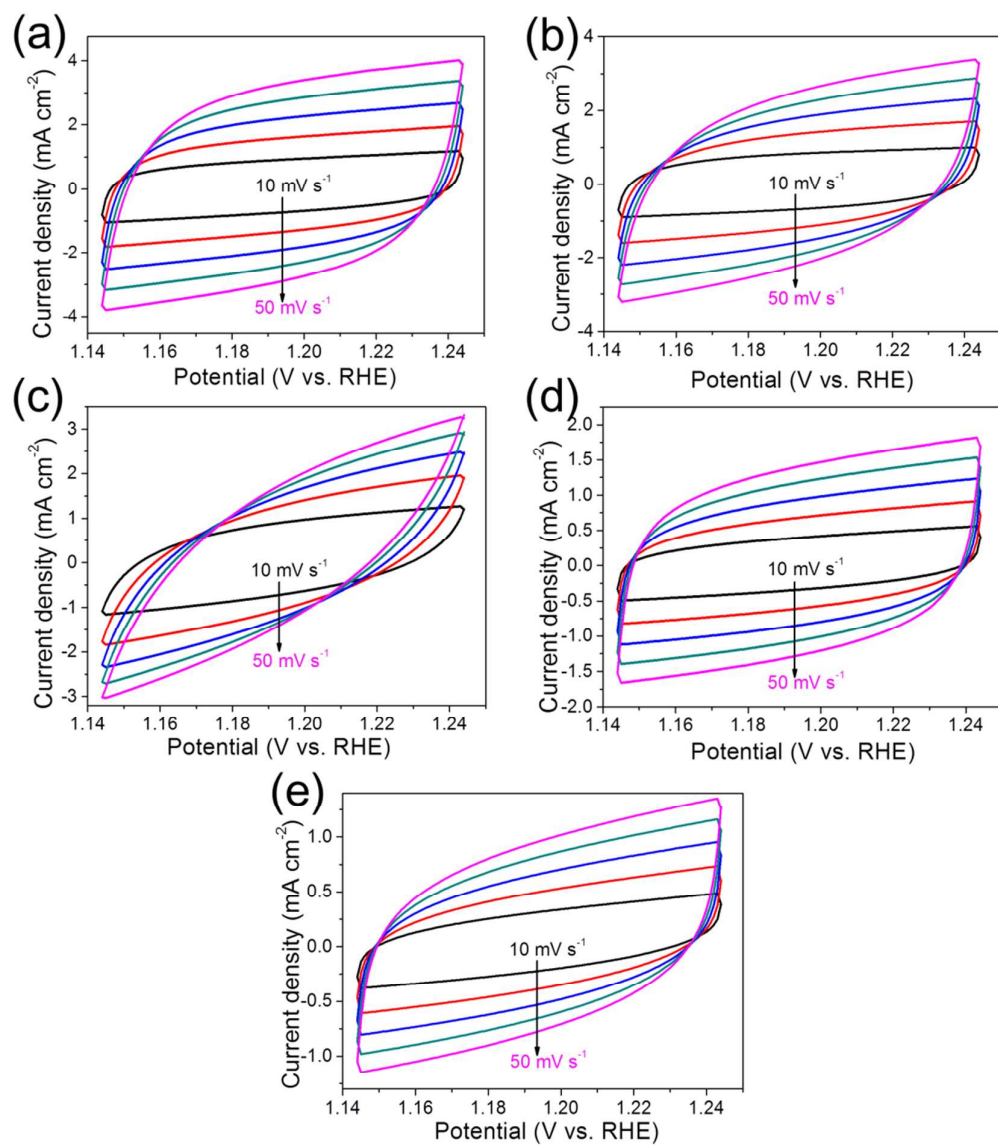 (a)
Current density (mA cm⁻²)
4
2
0
-2
-4
10 mV s⁻¹
50 mV s⁻¹
1.14 1.16 1.18 1.20 1.22 1.24
Potential (V vs. RHE)
(b)
Current density (mA cm⁻²)
4
2
0
-2
-4
10 mV s⁻¹
50 mV s⁻¹
1.14 1.16 1.18 1.20 1.22 1.24
Potential (V vs. RHE)
(c)
Current density (mA cm⁻²)
3
2
1
0
-1
-2
-3
10 mV s⁻¹
50 mV s⁻¹
1.14 1.16 1.18 1.20 1.22 1.24
Potential (V vs. RHE)
(d)
Current density (mA cm⁻²)
2.0
1.5
1.0
0.5
0.0
-0.5
-1.0
-1.5
-2.0
10 mV s⁻¹
50 mV s⁻¹
1.14 1.16 1.18 1.20 1.22 1.24
Potential (V vs. RHE)
(e)
Current density (mA cm⁻²)
1.0
0.5
0.0
-0.5
-1.0
10 mV s⁻¹
50 mV s⁻¹
1.14 1.16 1.18 1.20 1.22 1.24
Potential (V vs. RHE)